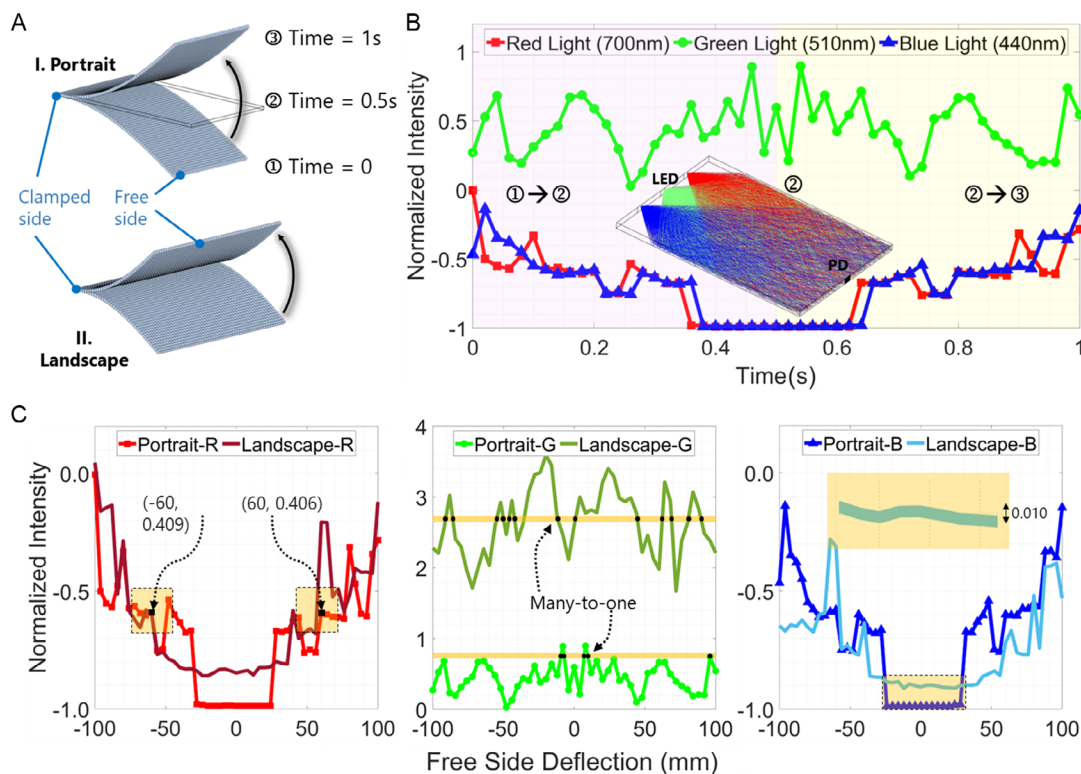 A
I. Portrait
③ Time = 1s
② Time = 0.5s
① Time = 0
Clamped
side
Free
side
II.
Landscape
B
Red Light (700nm) Green Light (510nm) Blue Light (440nm)
Normalized Intensity
1
0.5
0
-0.5
-1
①→②
LED
②
②→③
PD
0 0.2 0.4 0.6 0.8 1
Time(s)
C
Normalized Intensity
Portrait-R Landscape-R
0.0
-0.5
-1.0
(-60,
0.409)
(60, 0.406)
-100 -50 0 50 100
Portrait-G Landscape-G
4
3
2
1
0
Many-to-one
-100 -50 0 50 100
Portrait-B Landscape-B
0.0
-0.5
-1.0
0.010
-100 -50 0 50 100
Free Side Deflection (mm)